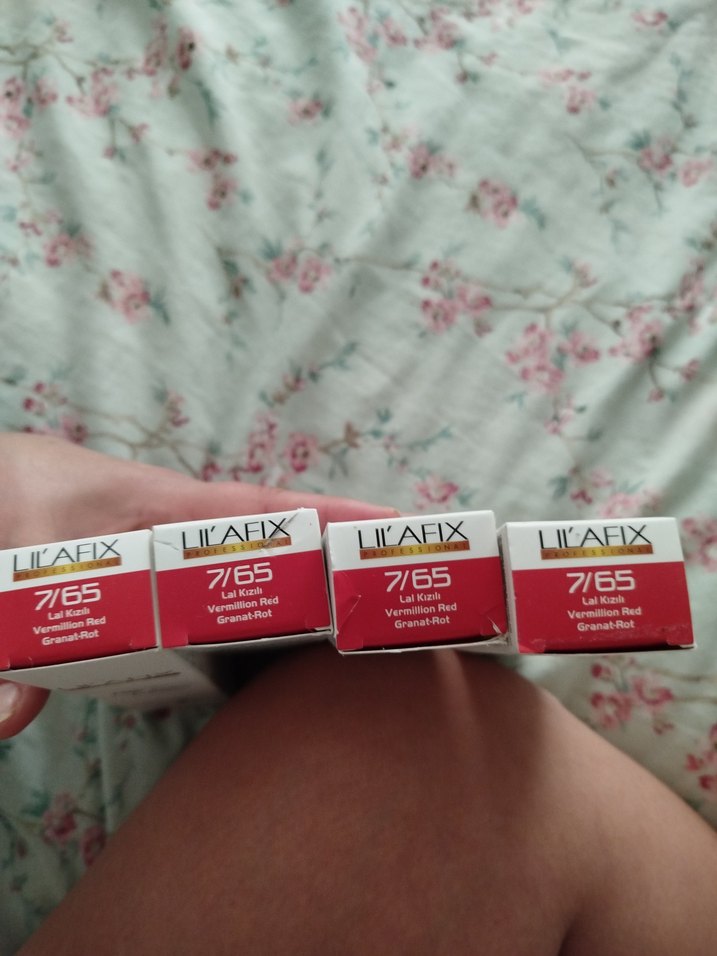 LIL'AFIX
PROFESSIONAL
7/65
Lal Kızılı
Vermillion Red
Granat-Rot
LIL'AFIX
PROFESSIONAL
7/65
Lal Kızılı
Vermillion Red
Granat-Rot
LIL'AFIX
PROFESSIONAL
7/65
Lal Kızılı
Vermillion Red
Granat-Rot
LIL'AFIX
PROFESSIONAL
7/65
Lal Kızılı
Vermillion Red
Granat-Rot